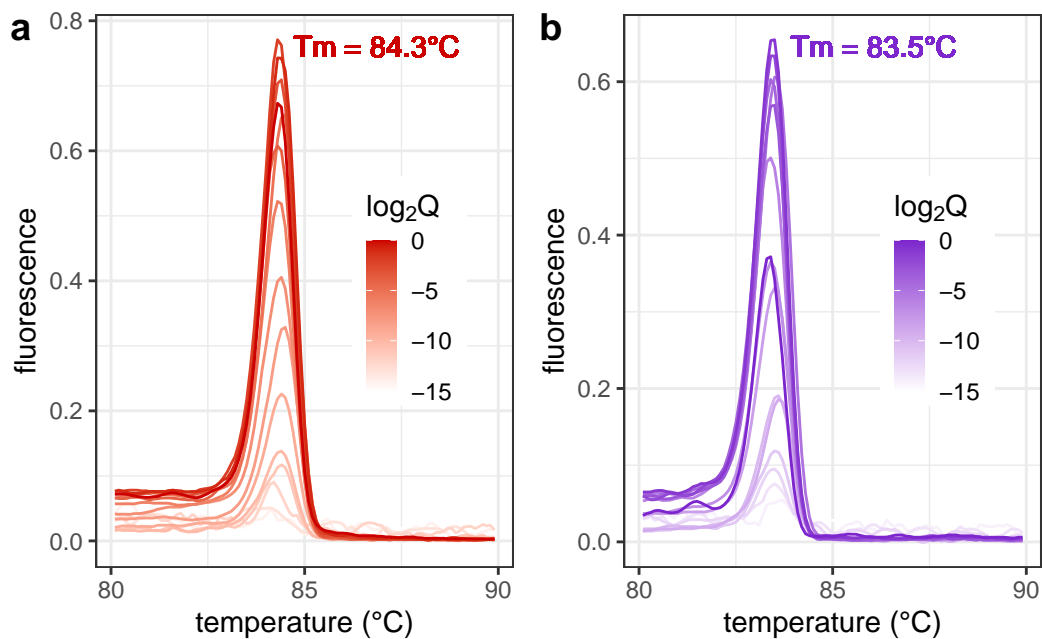 a
Tm = 84.3°C
0.8
0.6
0.4
0.2
0.0
fluorescence
log₂Q
0
−5
−10
−15
80
85
90
temperature (°C)
b
Tm = 83.5°C
0.6
0.4
0.2
0.0
fluorescence
log₂Q
0
−5
−10
−15
80
85
90
temperature (°C)